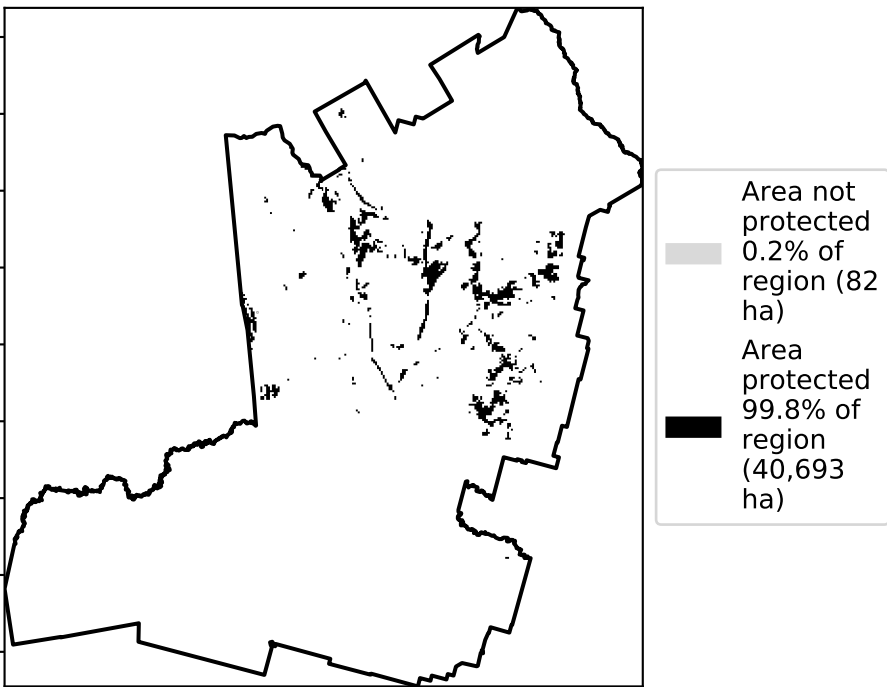 Area not
protected
0.2% of
region (82
ha)
Area
protected
99.8% of
region
(40,693
ha)